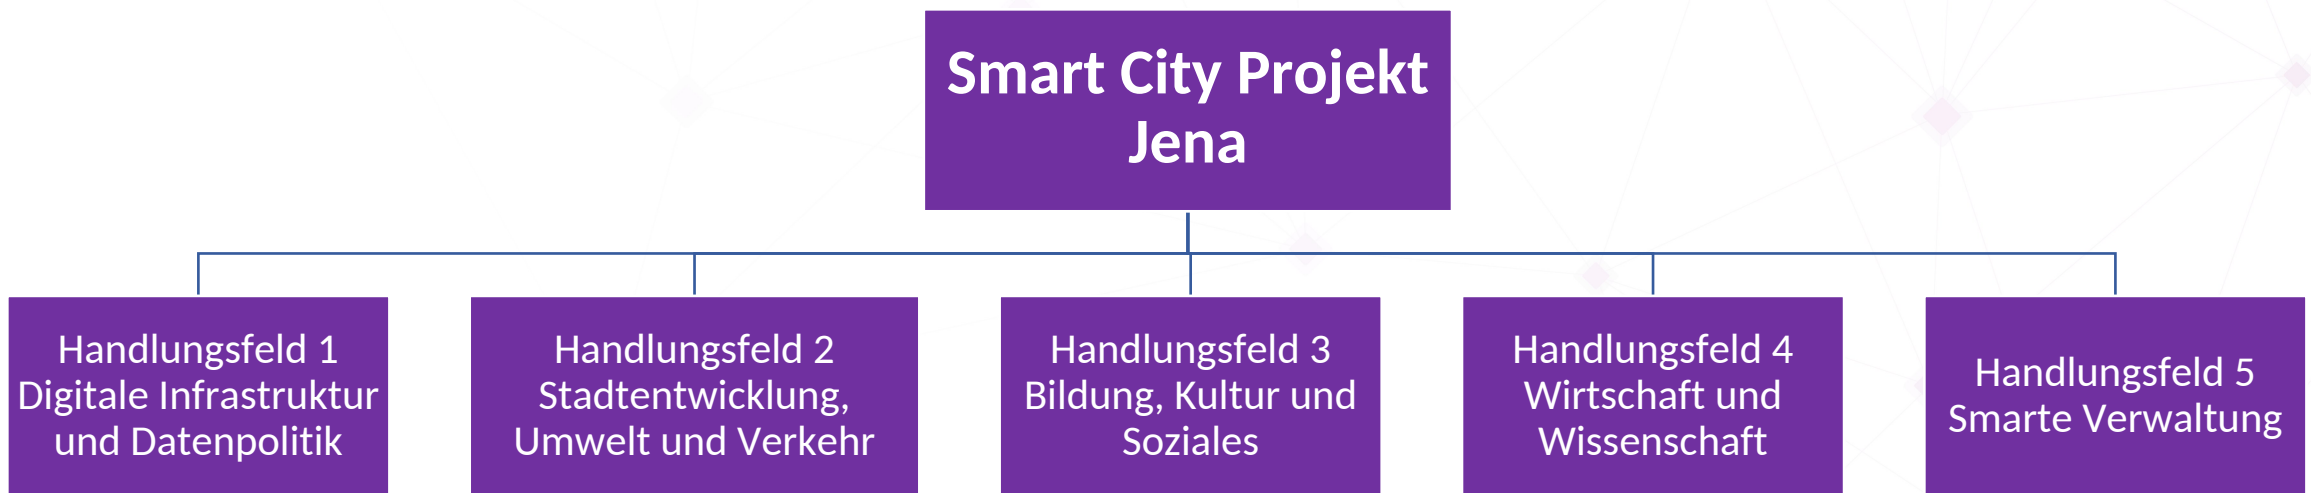 Smart City Projekt
Jena
Handlungsfeld 1
Digitale Infrastruktur
und Datenpolitik
Handlungsfeld 2
Stadtentwicklung,
Umwelt und Verkehr
Handlungsfeld 3
Bildung, Kultur und
Soziales
Handlungsfeld 4
Wirtschaft und
Wissenschaft
Handlungsfeld 5
Smarte Verwaltung